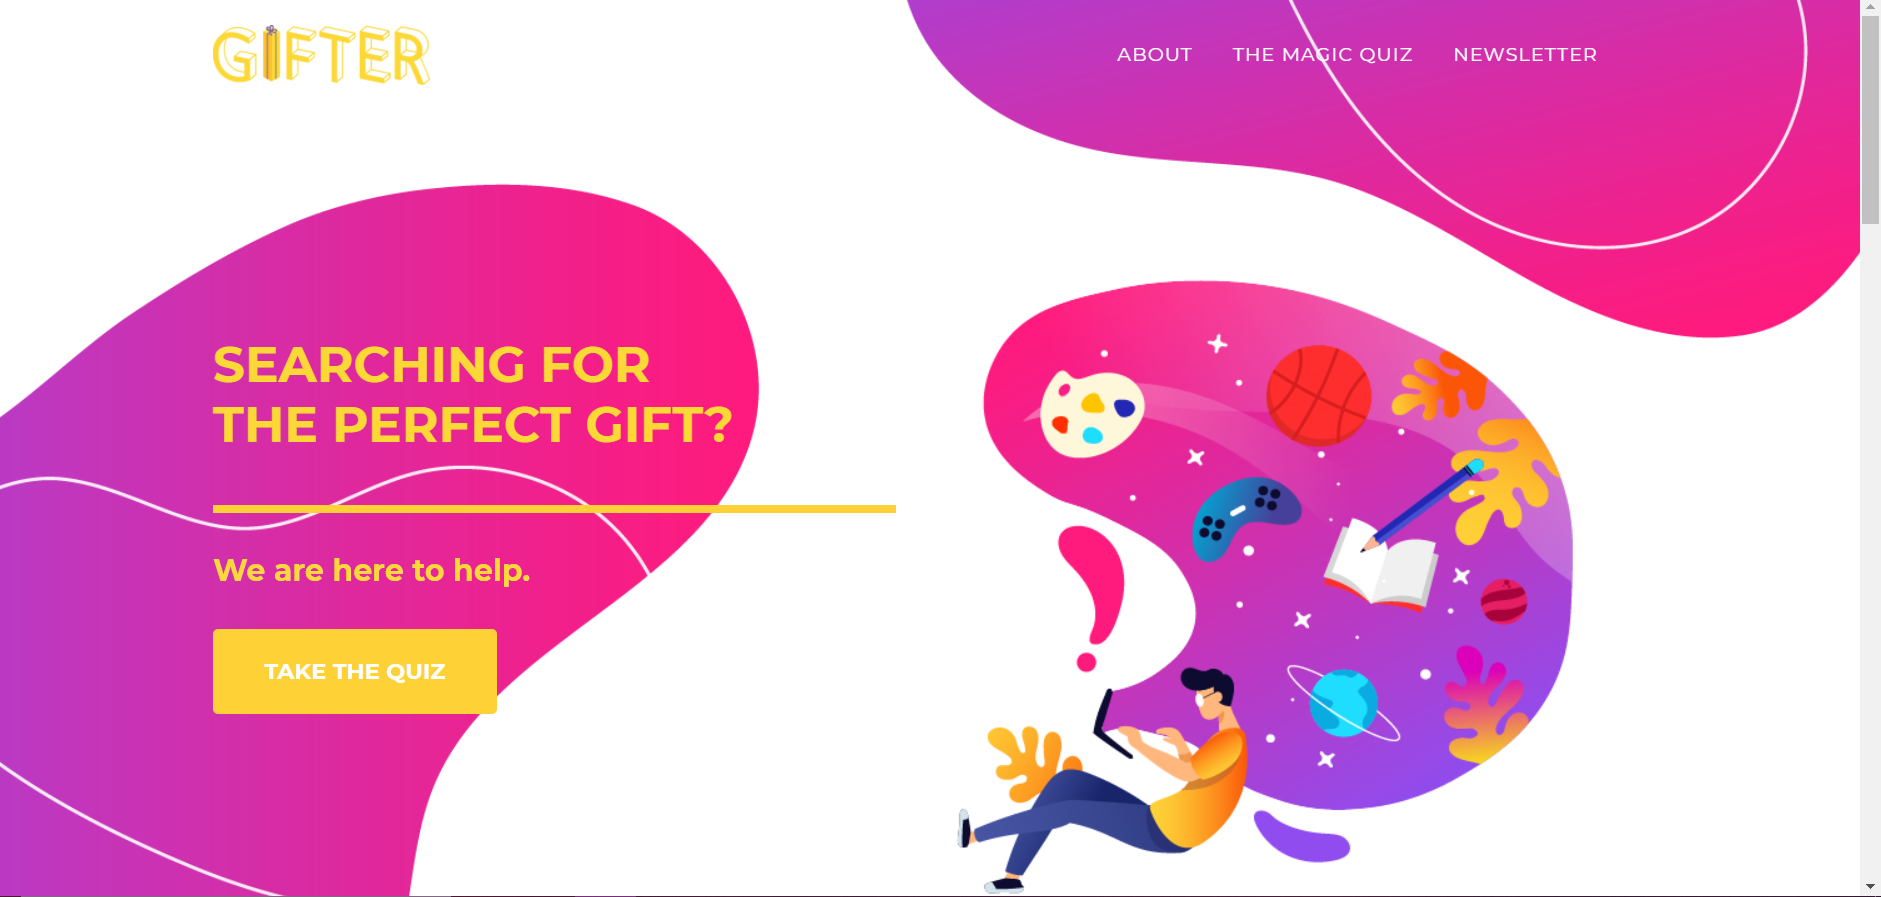 GIFTER
ABOUT
THE MAGIC QUIZ
NEWSLETTER
SEARCHING FOR
THE PERFECT GIFT?
We are here to help.
TAKE THE QUIZ